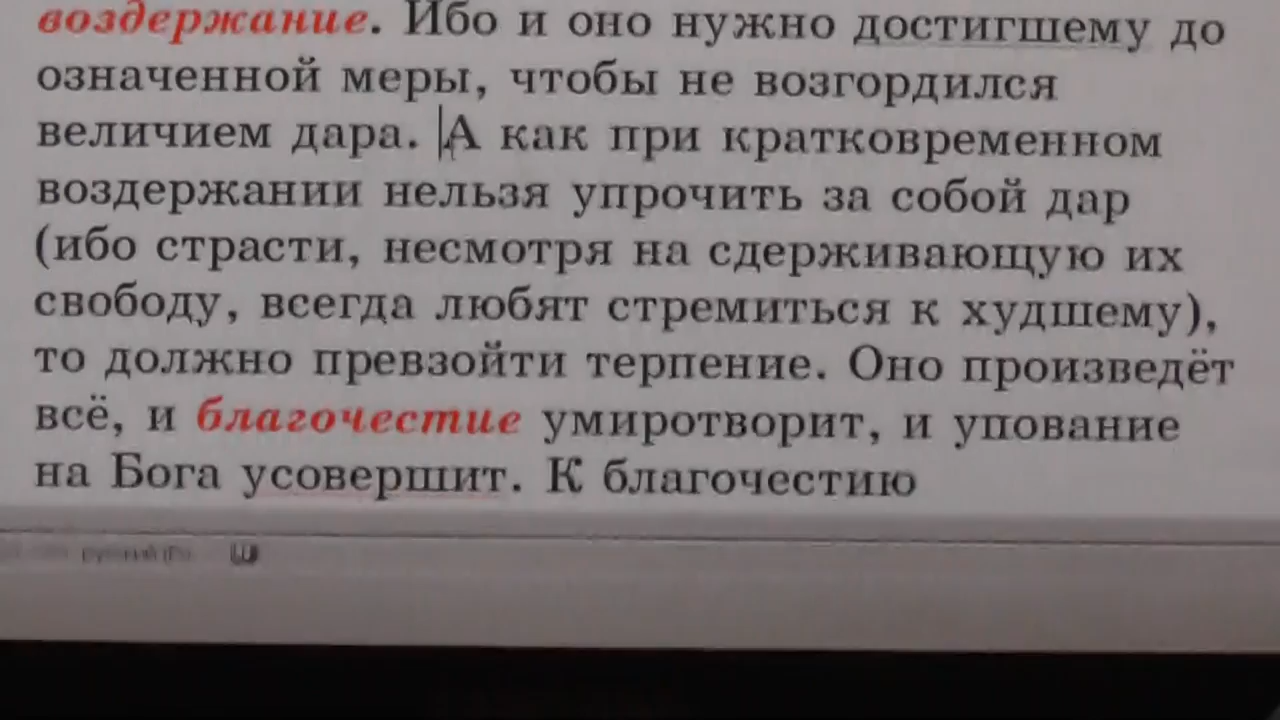 воздержание. Ибо и оно нужно достигшему до
означенной меры, чтобы не возгордился
величием дара. А как при кратковременном
воздержании нельзя упрочить за собой дар
(ибо страсти, несмотря на сдерживающую их
свободу, всегда любят стремиться к худшему),
то должно превзойти терпение. Оно произведёт
всё, и благочестие умиротворит, и упование
на Бога усовершит. К благочестию